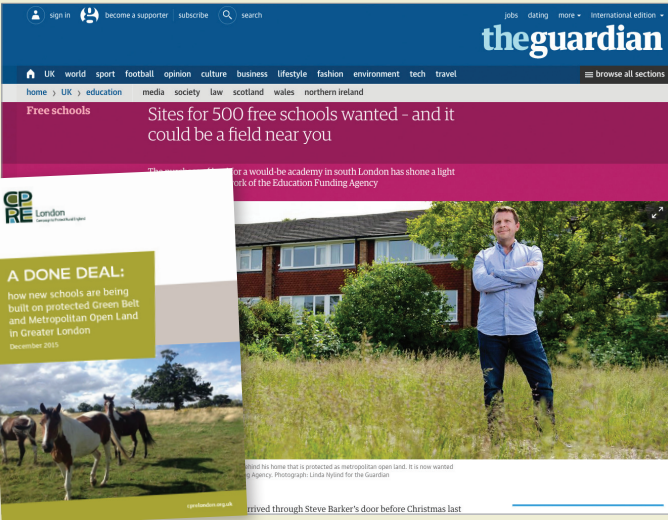 sign in
become a supporter
subscribe
search
jobs dating more International edition
theguardian
UK world sport football opinion culture business lifestyle fashion environment tech travel
browse all sections
home › UK › education media society law scotland wales northern ireland
Free schools
Sites for 500 free schools wanted – and it
could be a field near you
for a would-be academy in south London has shone a light
work of the Education Funding Agency
CPRE
London
A DONE DEAL:
how new schools are being
built on protected Green Belt
and Metropolitan Open Land
in Greater London
December 2015
cprelondon.org.uk
behind his home that is protected as metropolitan open land. It is now wanted
Agency. Photograph: Linda Nylind for the Guardian
arrived through Steve Barker's door before Christmas last